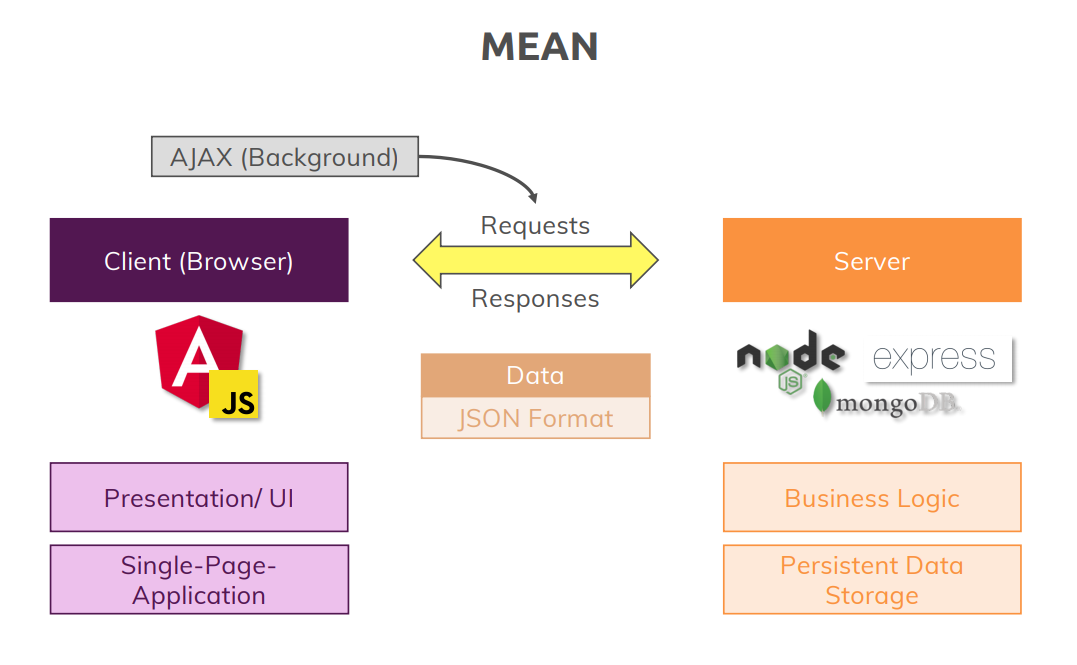 MEAN
AJAX (Background)
Requests
Client (Browser)
Server
Responses
A
JS
node
JS
express
mongoDB
Data
JSON Format
Presentation/ UI
Business Logic
Single-Page-
Application
Persistent Data
Storage